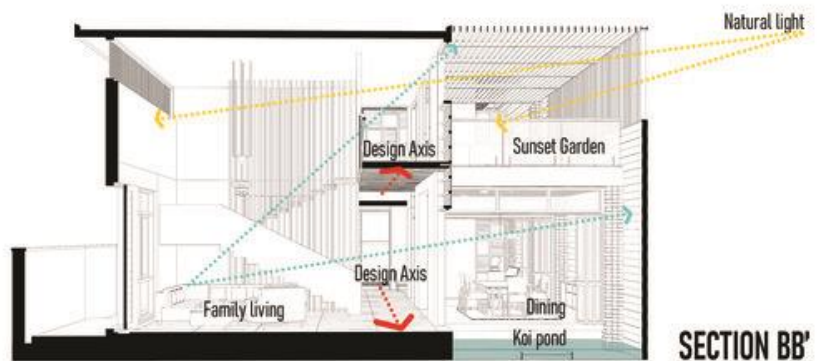 Natural light
Design Axis
Sunset Garden
Design Axis
Family living
Dining
Koi pond
SECTION BB'